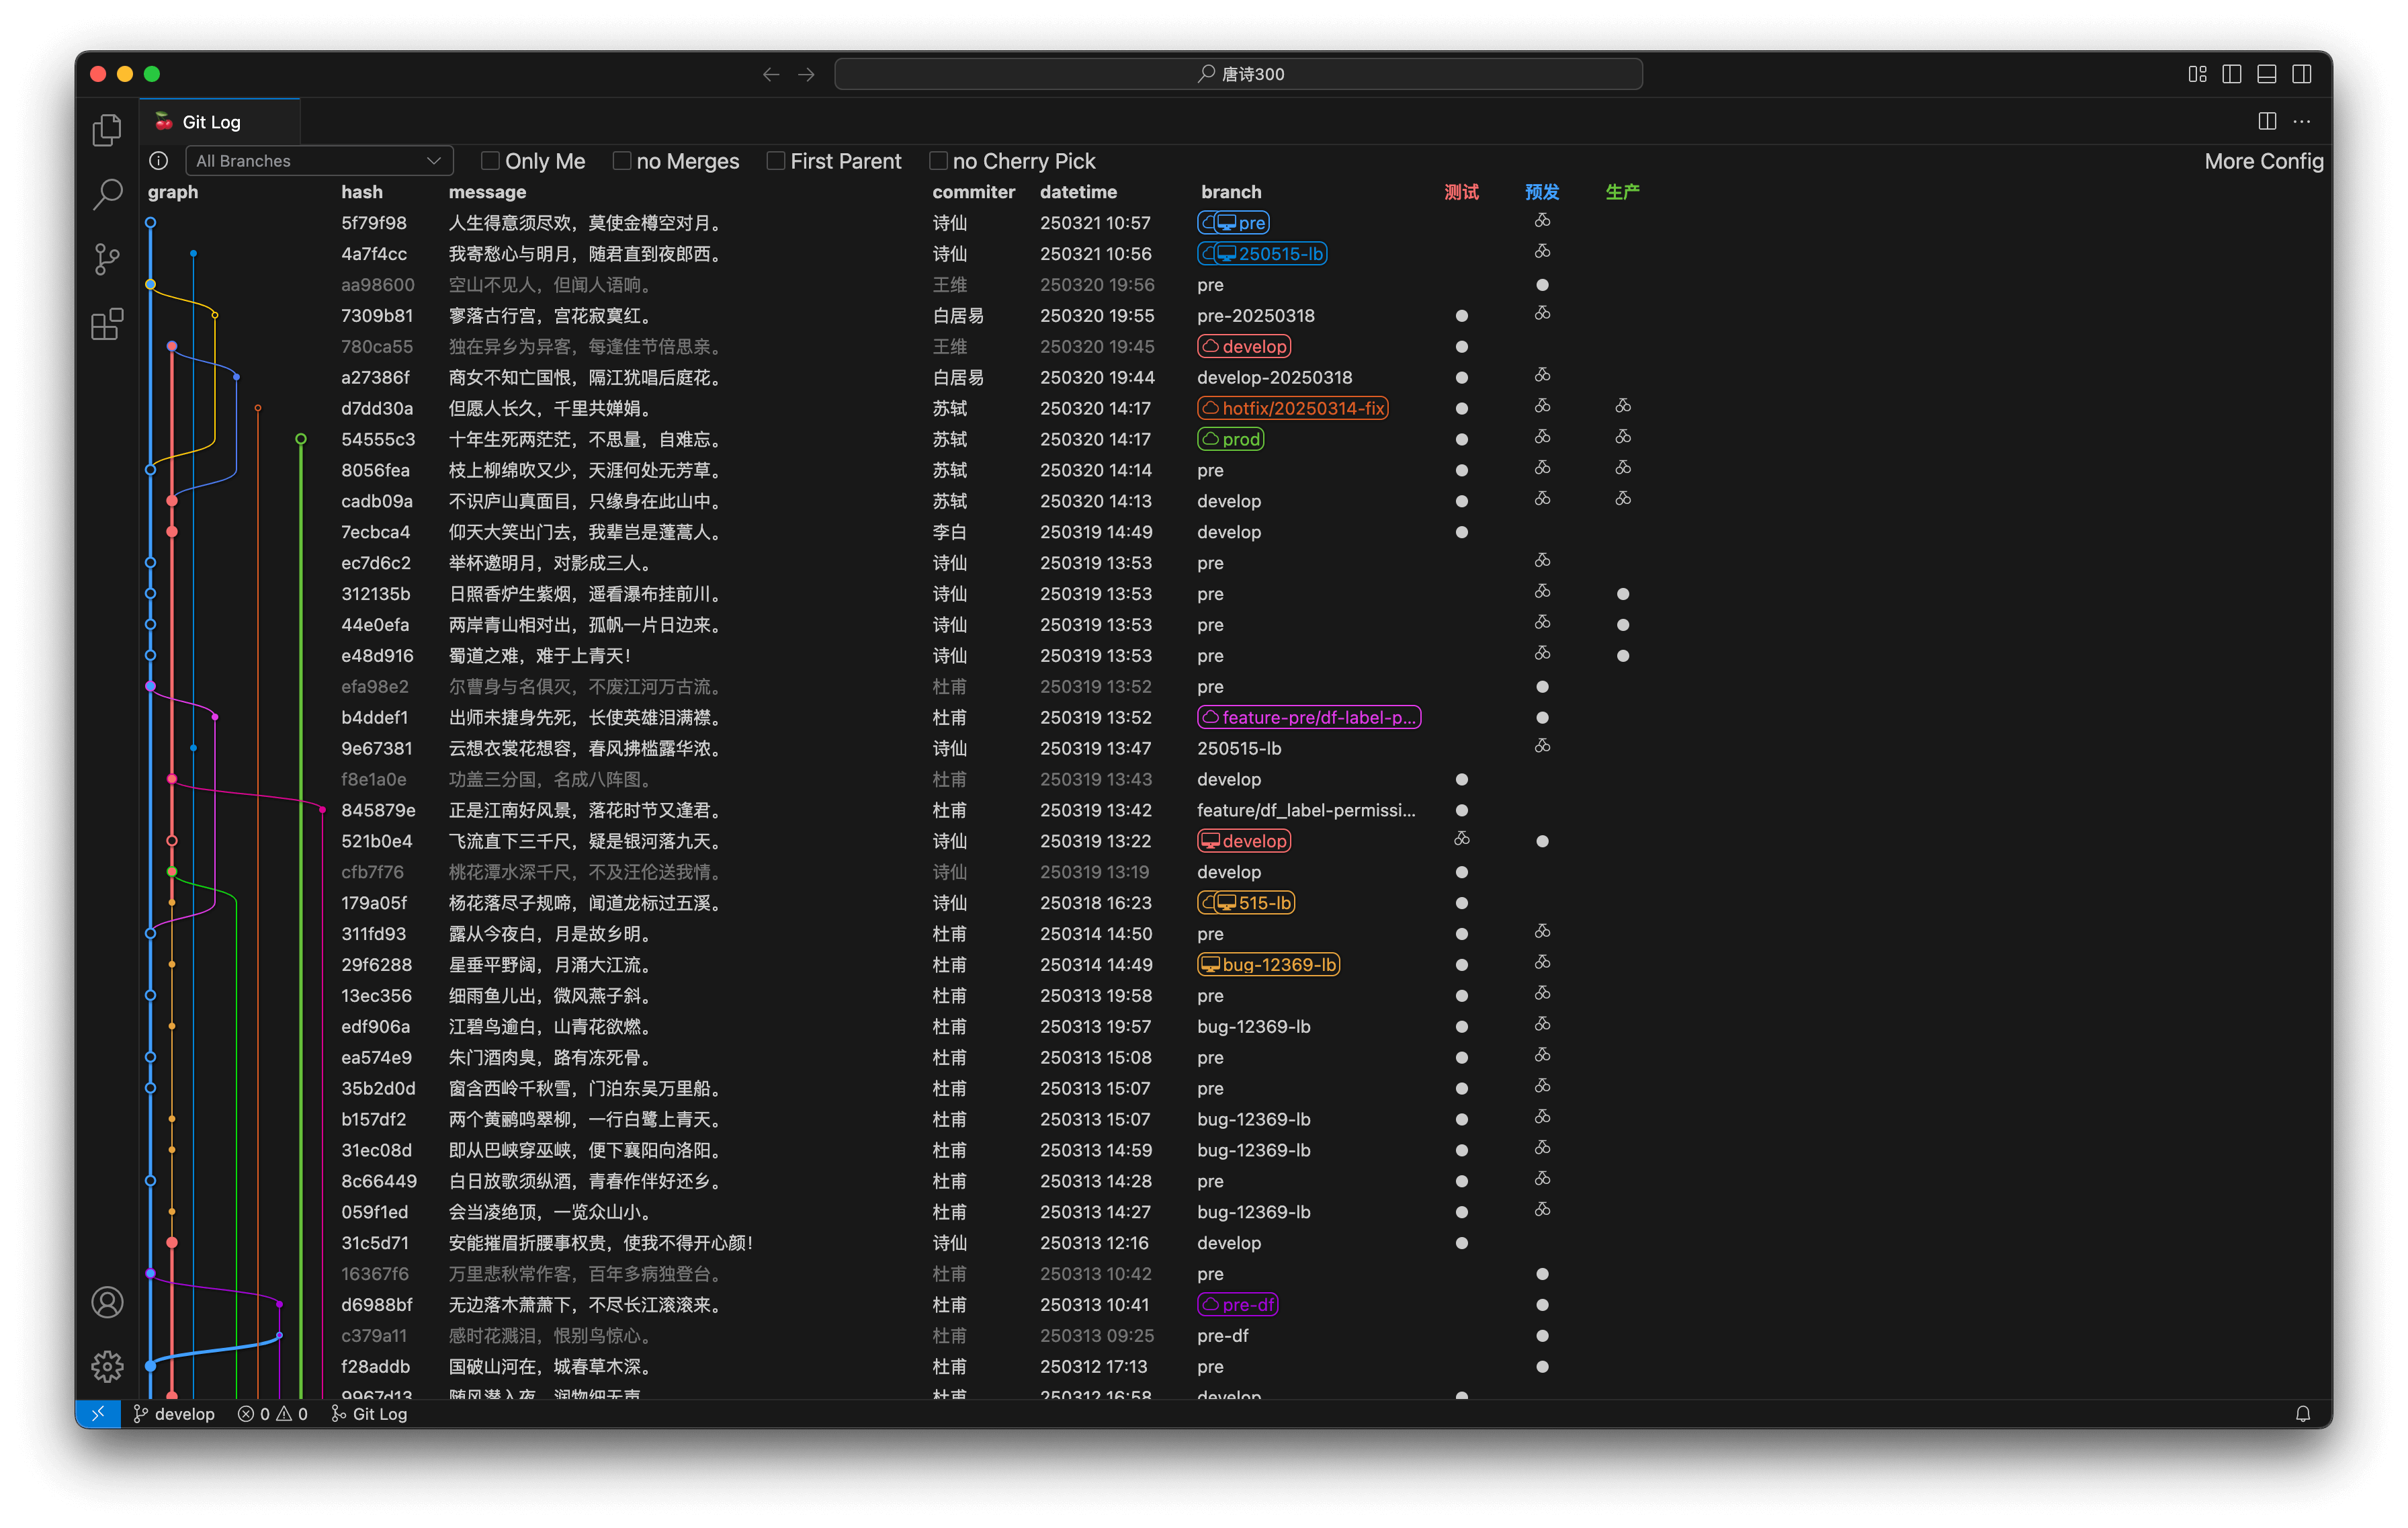 唐诗300
Git Log
All Branches Only Me no Merges First Parent no Cherry Pick More Config
graph hash message commiter datetime branch 测试 预发 生产
5f79f98 人生得意须尽欢，莫使金樽空对月。 诗仙 250321 10:57 pre
4a7f4cc 我寄愁心与明月，随君直到夜郎西。 诗仙 250321 10:56 250515-lb
aa98600 空山不见人，但闻人语响。 王维 250320 19:56 pre
7309b81 寥落古行宫，宫花寂寞红。 白居易 250320 19:55 pre-20250318
780ca55 独在异乡为异客，每逢佳节倍思亲。 王维 250320 19:45 develop
a27386f 商女不知亡国恨，隔江犹唱后庭花。 白居易 250320 19:44 develop-20250318
d7dd30a 但愿人长久，千里共婵娟。 苏轼 250320 14:17 hotfix/20250314-fix
54555c3 十年生死两茫茫，不思量，自难忘。 苏轼 250320 14:17 prod
8056fea 枝上柳绵吹又少，天涯何处无芳草。 苏轼 250320 14:14 pre
cadb09a 不识庐山真面目，只缘身在此山中。 苏轼 250320 14:13 develop
7ecbca4 仰天大笑出门去，我辈岂是蓬蒿人。 李白 250319 14:49 develop
ec7d6c2 举杯邀明月，对影成三人。 诗仙 250319 13:53 pre
312135b 日照香炉生紫烟，遥看瀑布挂前川。 诗仙 250319 13:53 pre
44e0efa 两岸青山相对出，孤帆一片日边来。 诗仙 250319 13:53 pre
e48d916 蜀道之难，难于上青天！ 诗仙 250319 13:53 pre
efa98e2 尔曹身与名俱灭，不废江河万古流。 杜甫 250319 13:52 pre
b4ddef1 出师未捷身先死，长使英雄泪满襟。 杜甫 250319 13:52 feature-pre/df-label-p...
9e67381 云想衣裳花想容，春风拂槛露华浓。 诗仙 250319 13:47 250515-lb
f8e1a0e 功盖三分国，名成八阵图。 杜甫 250319 13:43 develop
845879e 正是江南好风景，落花时节又逢君。 杜甫 250319 13:42 feature/df_label-permissi...
521b0e4 飞流直下三千尺，疑是银河落九天。 诗仙 250319 13:22 develop
cfb7f76 桃花潭水深千尺，不及汪伦送我情。 诗仙 250319 13:19 develop
179a05f 杨花落尽子规啼，闻道龙标过五溪。 诗仙 250318 16:23 515-lb
311fd93 露从今夜白，月是故乡明。 杜甫 250314 14:50 pre
29f6288 星垂平野阔，月涌大江流。 杜甫 250314 14:49 bug-12369-lb
13ec356 细雨鱼儿出，微风燕子斜。 杜甫 250313 19:58 pre
edf906a 江碧鸟逾白，山青花欲燃。 杜甫 250313 19:57 bug-12369-lb
ea574e9 朱门酒肉臭，路有冻死骨。 杜甫 250313 15:08 pre
35b2d0d 窗含西岭千秋雪，门泊东吴万里船。 杜甫 250313 15:07 pre
b157df2 两个黄鹂鸣翠柳，一行白鹭上青天。 杜甫 250313 15:07 bug-12369-lb
31ec08d 即从巴峡穿巫峡，便下襄阳向洛阳。 杜甫 250313 14:59 bug-12369-lb
8c66449 白日放歌须纵酒，青春作伴好还乡。 杜甫 250313 14:28 pre
059f1ed 会当凌绝顶，一览众山小。 杜甫 250313 14:27 bug-12369-lb
31c5d71 安能摧眉折腰事权贵，使我不得开心颜！ 诗仙 250313 12:16 develop
16367f6 万里悲秋常作客，百年多病独登台。 杜甫 250313 10:42 pre
d6988bf 无边落木萧萧下，不尽长江滚滚来。 杜甫 250313 10:41 pre-df
c379a11 感时花溅泪，恨别鸟惊心。 杜甫 250313 09:25 pre-df
f28addb 国破山河在，城春草木深。 杜甫 250312 17:13 pre
9967d13 随风潜入夜，润物细无声 杜甫 250312 16:58 develop
develop 0 0 Git Log